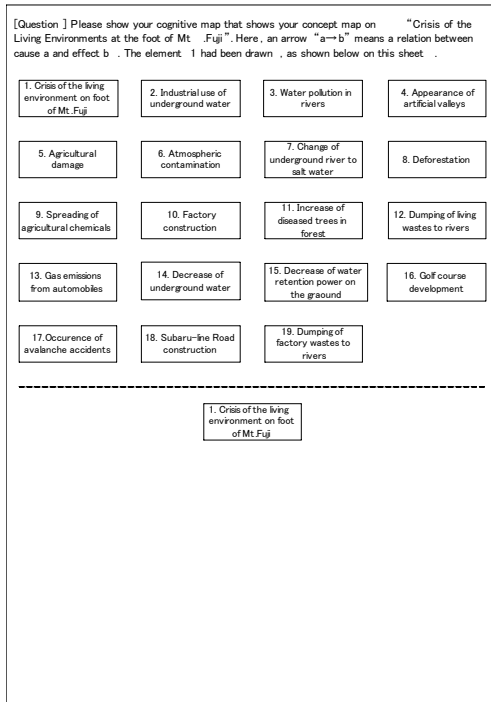 [Question ] Please show your cognitive map that shows your concept map on “Crisis of the
Living Environments at the foot of Mt .Fuji”. Here, an arrow “a→b” means a relation between
cause a and effect b . The element 1 had been drawn , as shown below on this sheet .
1. Crisis of the living
environment on foot
of Mt.Fuji
2. Industrial use of
underground water
3. Water pollution in
rivers
4. Appearance of
artificial valleys
5. Agricultural
damage
6. Atmospheric
contamination
7. Change of
underground river to
salt water
8. Deforestation
9. Spreading of
agricultural chemicals
10. Factory
construction
11. Increase of
diseased trees in
forest
12. Dumping of living
wastes to rivers
13. Gas emissions
from automobiles
14. Decrease of
underground water
15. Decrease of water
retention power on
the graound
16. Golf course
development
17.Occurence of
avalanche accidents
18. Subaru-line Road
construction
19. Dumping of
factory wastes to
rivers
1. Crisis of the living
environment on foot
of Mt.Fuji